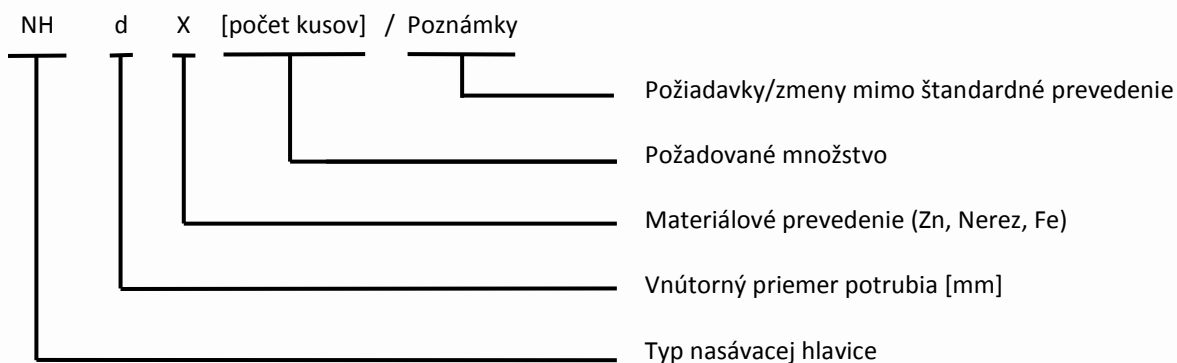 NH d X [počet kusov] / Poznámky
Požiadavky/zmeny mimo štandardné prevedenie
Požadované množstvo
Materiálové prevedenie (Zn, Nerez, Fe)
Vnútorný priemer potrubia [mm]
Typ nasávacej hlavice